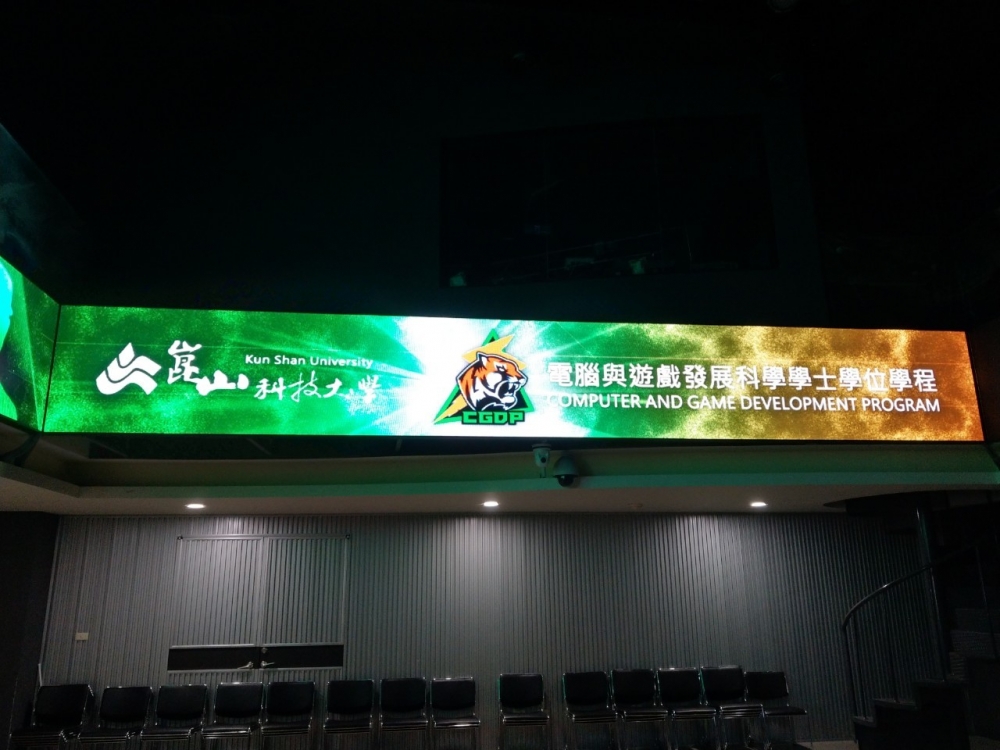 Kun Shan University
崑山科技大學
CGDP
電腦與遊戲發展科學學士學位學程
COMPUTER AND GAME DEVELOPMENT PROGRAM